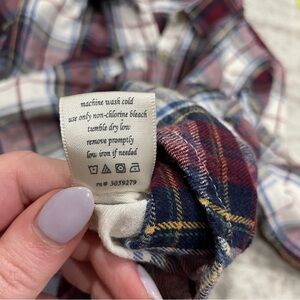 machine wash cold
use only non-chlorine bleach
tumble dry low
remove promptly
low iron if needed
rn# 3059279